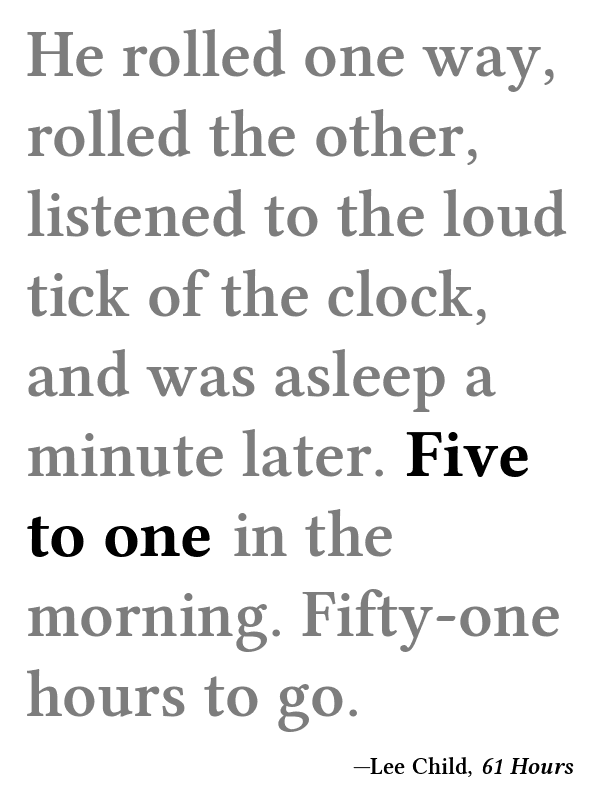 He rolled one way,
rolled the other,
listened to the loud
tick of the clock,
and was asleep a
minute later. Five
to one in the
morning. Fifty-one
hours to go.
—Lee Child, 61 Hours